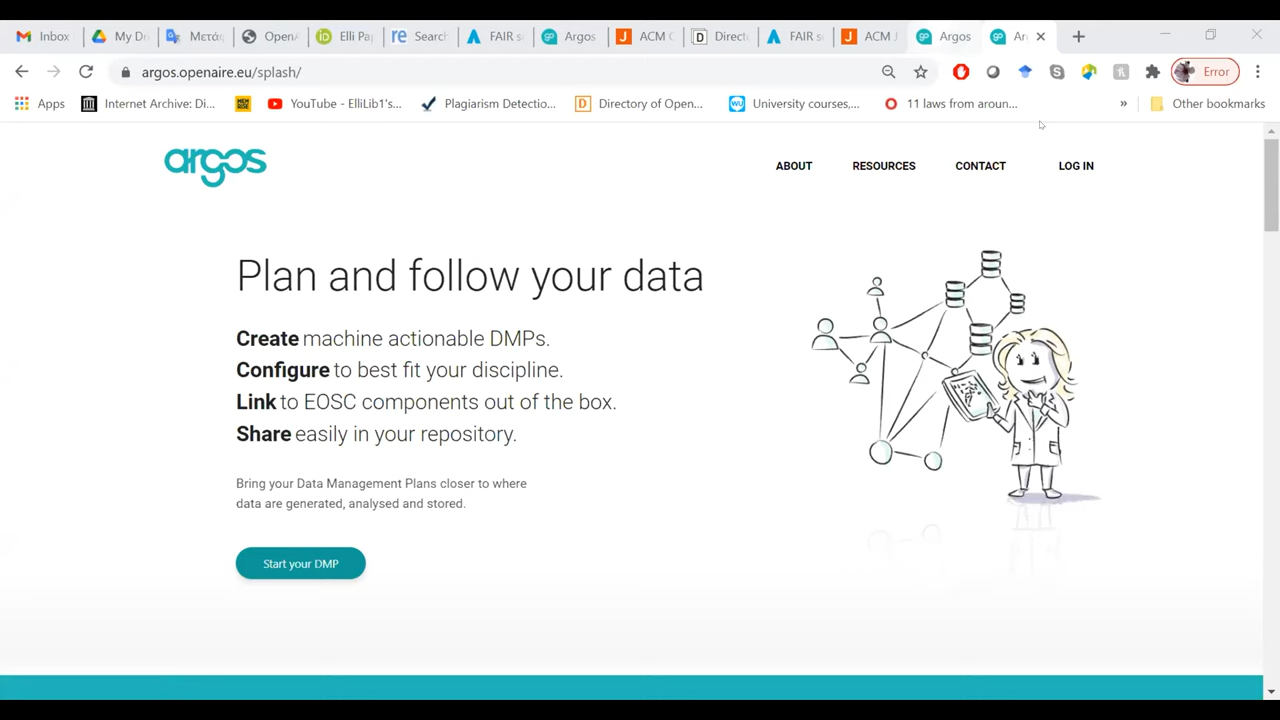 Inbox
My Dr
Μετάφ
OpenA
Elli Pap
Search
FAIR s
Argos
ACM C
Directo
FAIR s
ACM J
Argos
Ar
argos.openaire.eu/splash/
Error
Apps
Internet Archive: Di...
YouTube - ElliLib1's...
Plagiarism Detectio...
Directory of Open...
University courses,...
11 laws from aroun...
»
Other bookmarks
argos
ABOUT
RESOURCES
CONTACT
LOG IN
Plan and follow your data
Create machine actionable DMPs.
Configure to best fit your discipline.
Link to EOSC components out of the box.
Share easily in your repository.
Bring your Data Management Plans closer to where
data are generated, analysed and stored.
Start your DMP